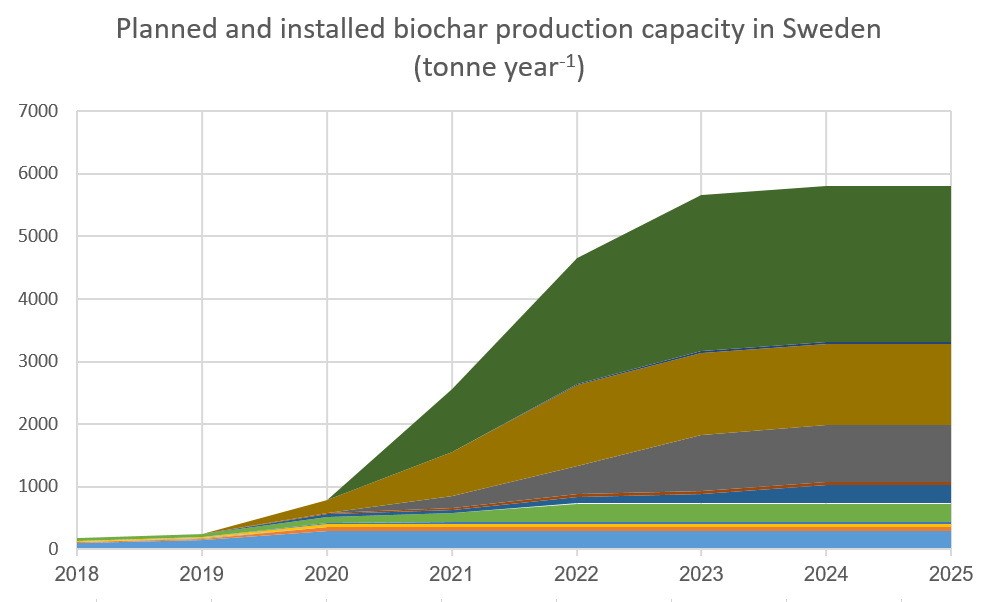 Planned and installed biochar production capacity in Sweden
(tonne year⁻¹)
7000
6000
5000
4000
3000
2000
1000
0
2018 2019 2020 2021 2022 2023 2024 2025